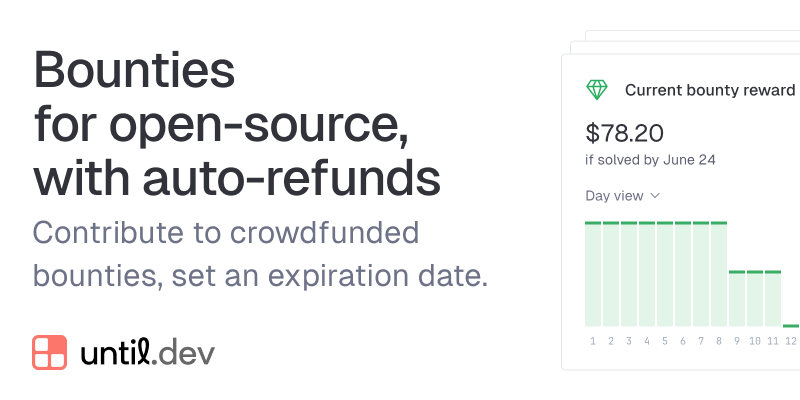 Bounties
for open-source,
with auto-refunds
Contribute to crowdfunded
bounties, set an expiration date.
until.dev
Current bounty reward
$78.20
if solved by June 24
Day view
1 2 3 4 5 6 7 8 9 10 11 12